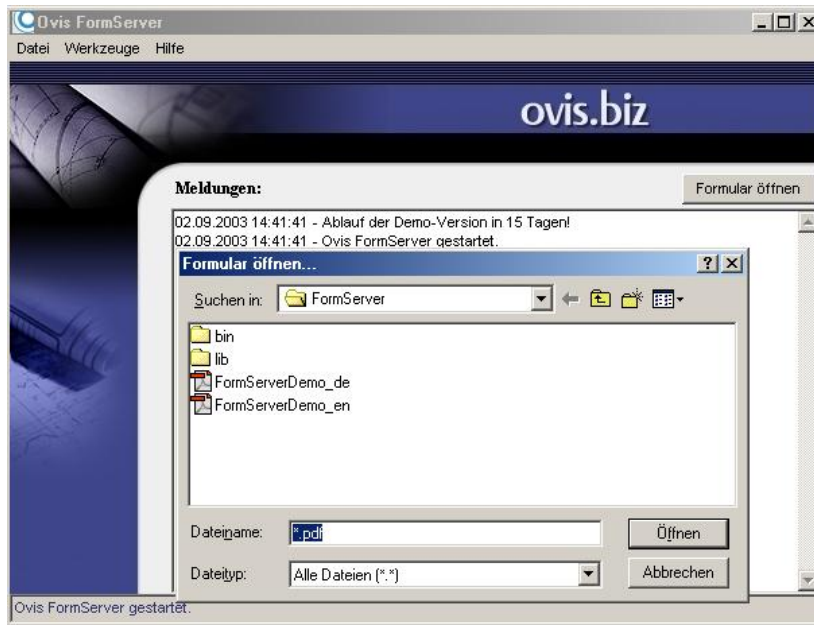 Ovis FormServer
Datei Werkzeuge Hilfe
ovis.biz
Meldungen:
Formular öffnen
02.09.2003 14:41:41 - Ablauf der Demo-Version in 15 Tagen!
02.09.2003 14:41:41 - Ovis FormServer gestartet.
Formular öffnen...
Suchen in: FormServer
bin
lib
FormServerDemo_de
FormServerDemo_en
Dateiname: *.pdf
Öffnen
Dateityp: Alle Dateien (*.*)
Abbrechen
Ovis FormServer gestartet.